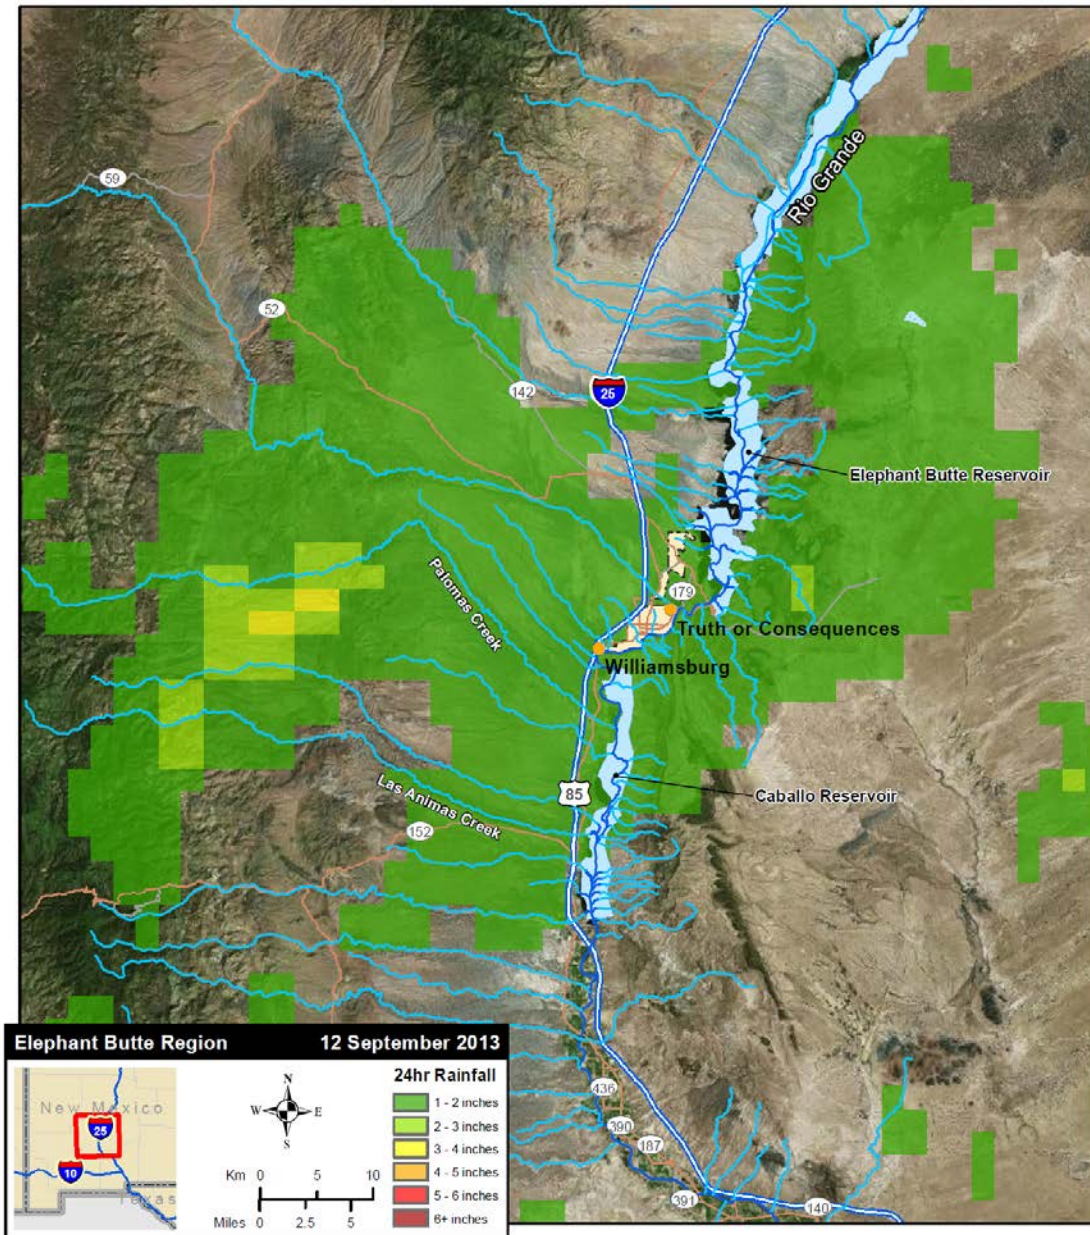 59
Rio Grande
52
142
25
Elephant Butte Reservoir
179
Palomas Creek
Truth or Consequences
Williamsburg
85
Caballo Reservoir
Las Animas Creek
152
Elephant Butte Region
12 September 2013
New Mexico
25
10
Texas
N
W
E
S
Km 0 5 10
Miles 0 2.5 5
24hr Rainfall
1 - 2 inches
2 - 3 inches
3 - 4 inches
4 - 5 inches
5 - 6 inches
6+ inches
436
390
187
391
140